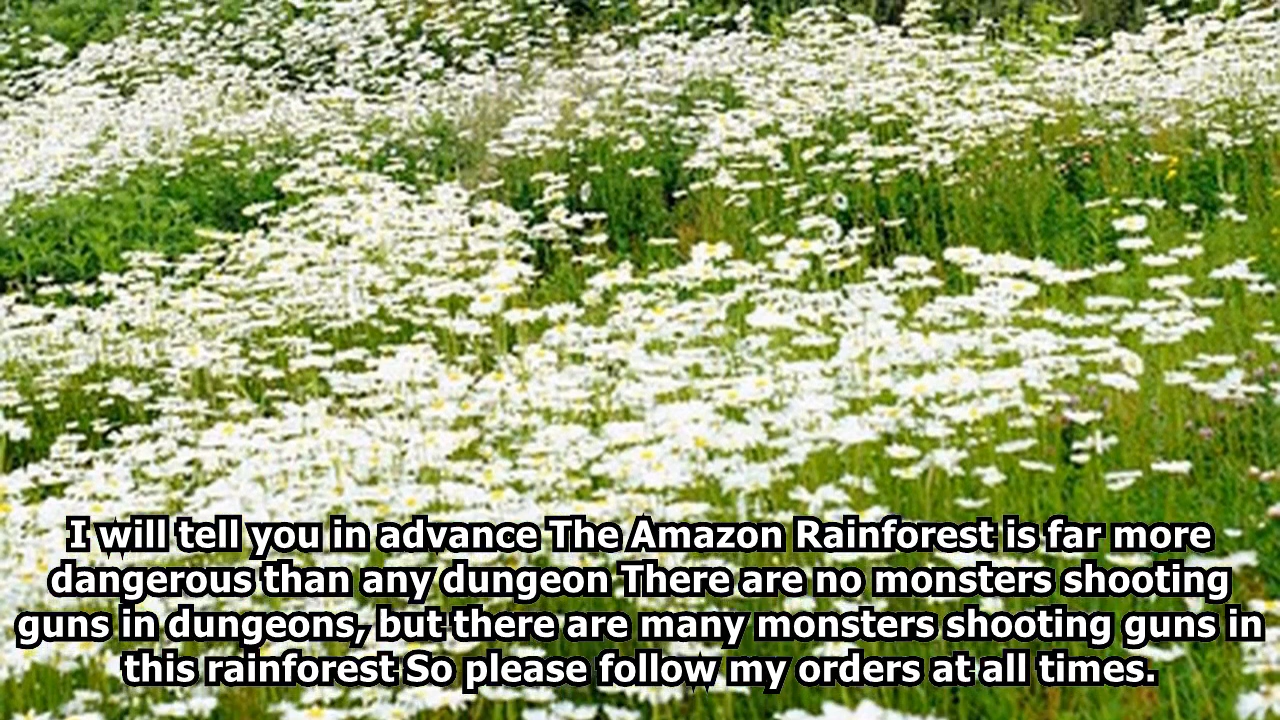 I will tell you in advance The Amazon Rainforest is far more
dangerous than any dungeon There are no monsters shooting
guns in dungeons, but there are many monsters shooting guns in
this rainforest So please follow my orders at all times.